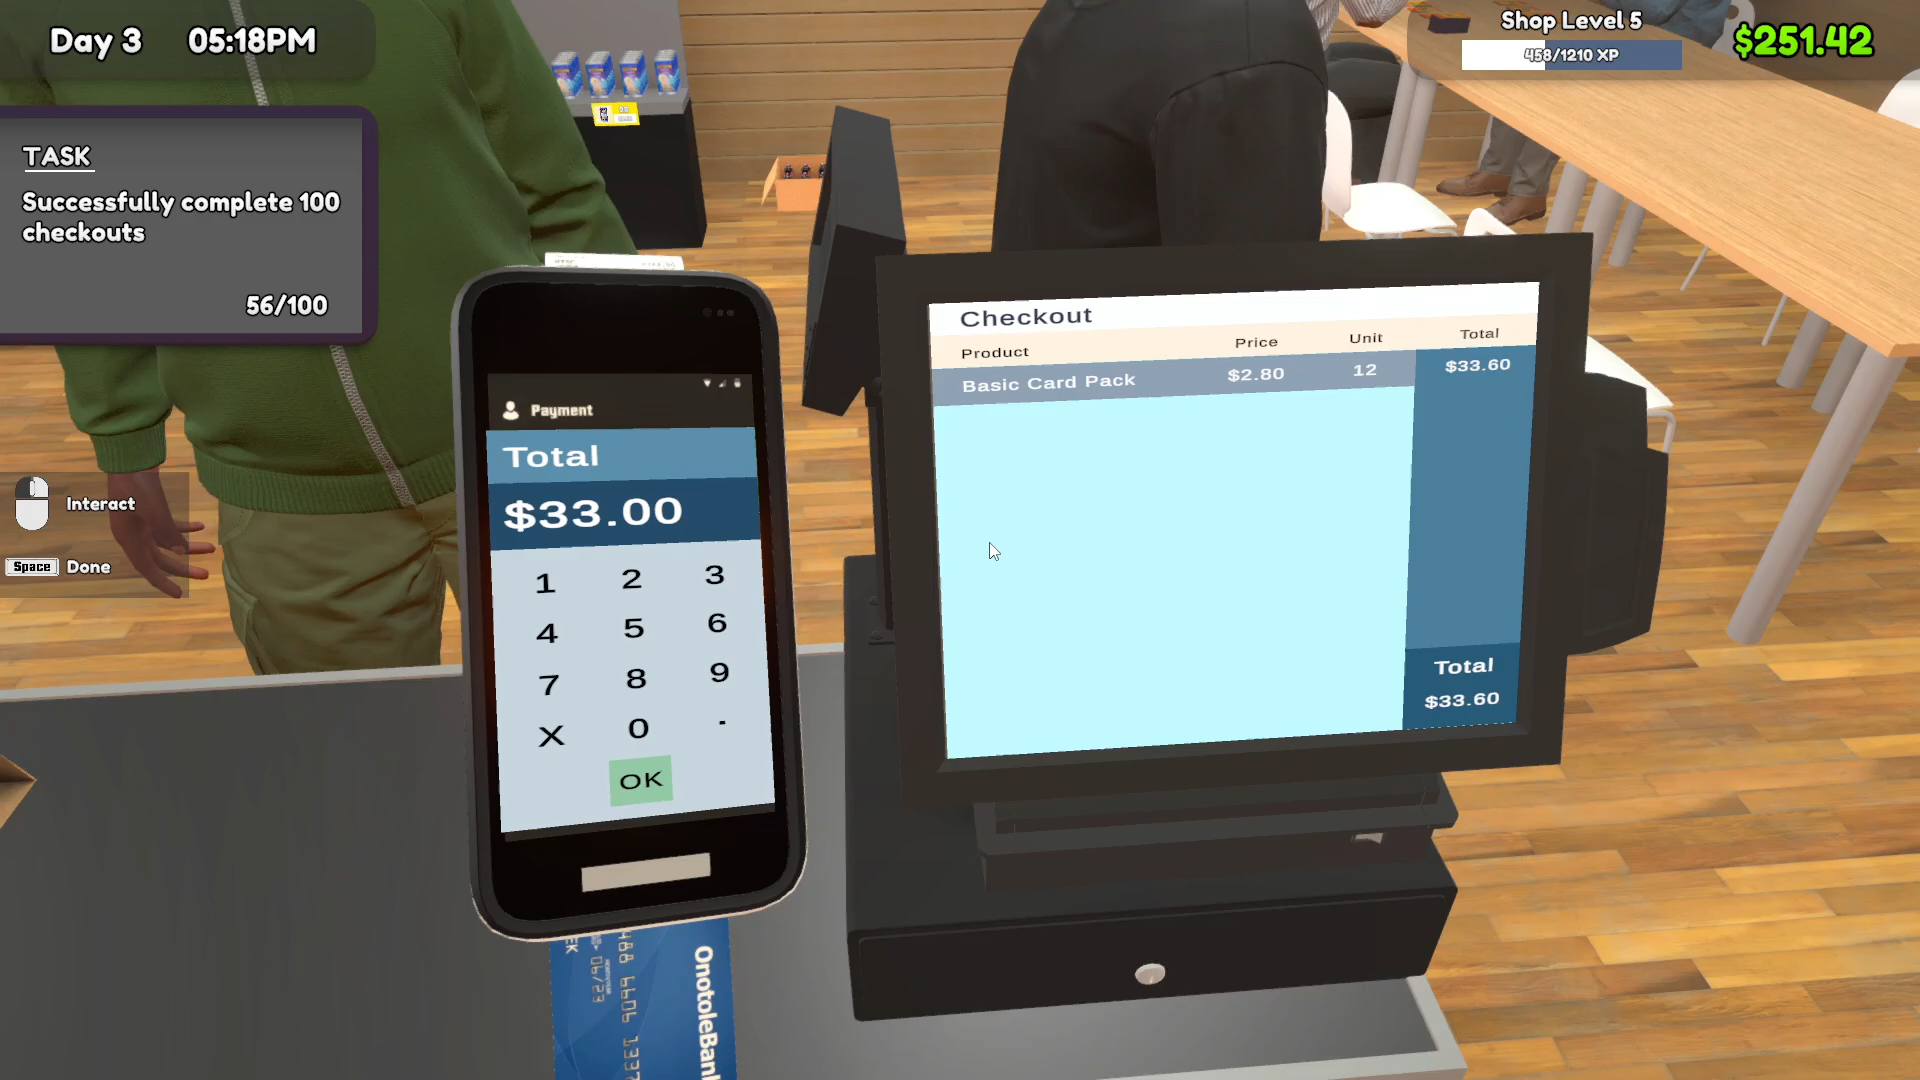 Day 3
05:18PM
Shop Level 5
458/1210 XP
$251.42
TASK
Successfully complete 100
checkouts
56/100
Interact
Space
Done
Payment
Total
$33.00
1 2 3
4 5 6
7 8 9
X 0 .
OK
Checkout
Product Price Unit Total
Basic Card Pack $2.80 12 $33.60
Total
$33.60
OnotoleBank